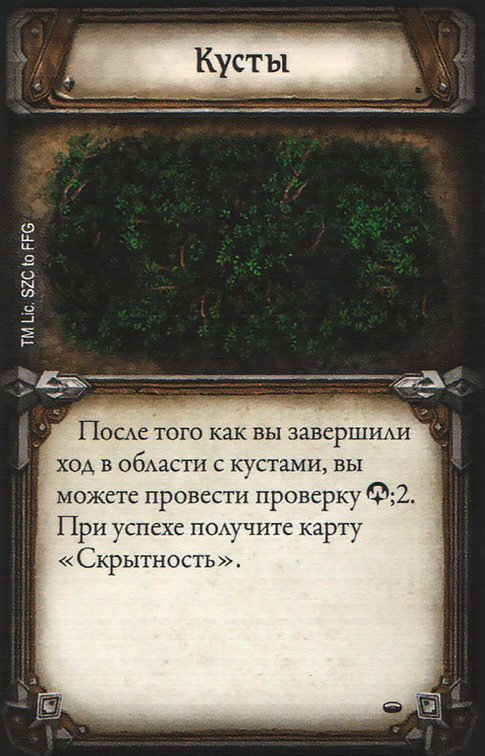 Кусты
TM Lic. SZC to FFG
После того как вы завершили
ход в области с кустами, вы
можете провести проверку ;2.
При успехе получите карту
«Скрытность».